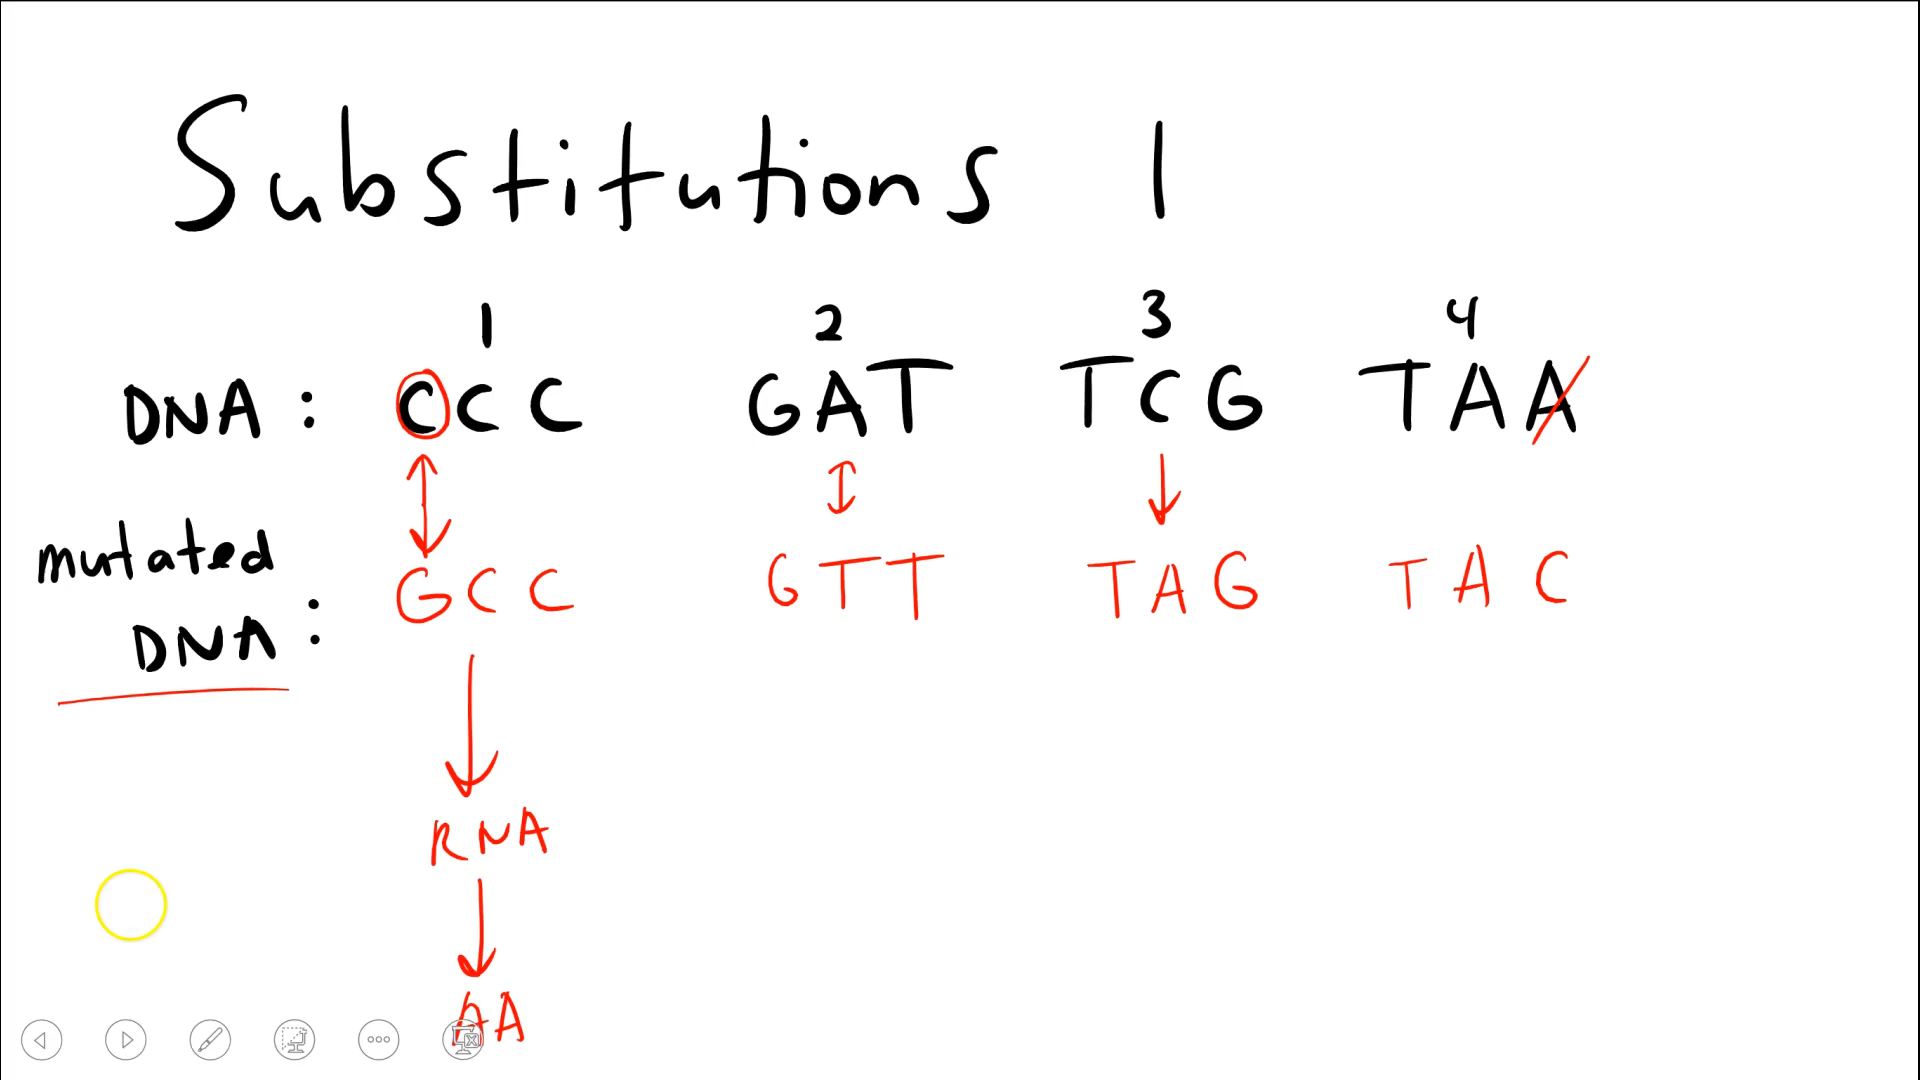 Substitutions 1
1 2 3 4
DNA: CCC GAT TCG TAA
mutated
DNA: GCC GTT TAG TAC
RNA
AA